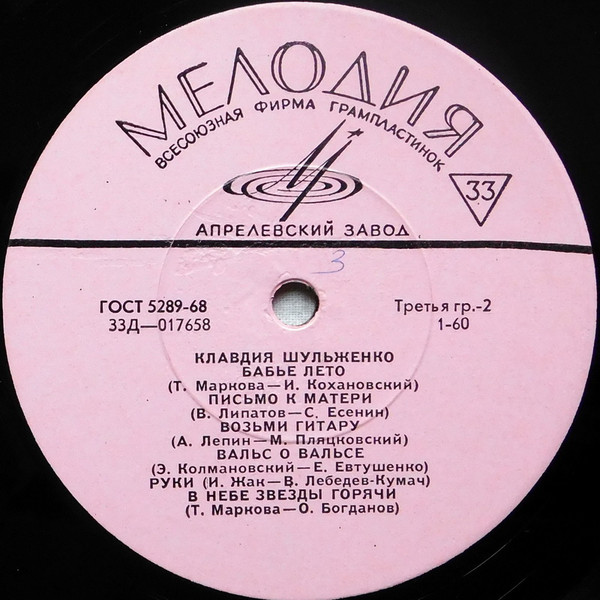 МЕЛОДИЯ
ВСЕСОЮЗНАЯ ФИРМА ГРАМПЛАСТИНОК
33
АПРЕЛЕВСКИЙ ЗАВОД
3
ГОСТ 5289-68
Третья гр.-2
33Д—017658
1-60
КЛАВДИЯ ШУЛЬЖЕНКО
БАБЬЕ ЛЕТО
(Т. Маркова—И. Кохановский)
ПИСЬМО К МАТЕРИ
(В. Липатов—С. Есенин)
ВОЗЬМИ ГИТАРУ
(А. Лепин—М. Пляцковский)
ВАЛЬС О ВАЛЬСЕ
(Э. Колмановский—Е. Евтушенко)
РУКИ (И. Жак—В. Лебедев-Кумач)
В НЕБЕ ЗВЕЗДЫ ГОРЯЧИ
(Т. Маркова—О. Богданов)